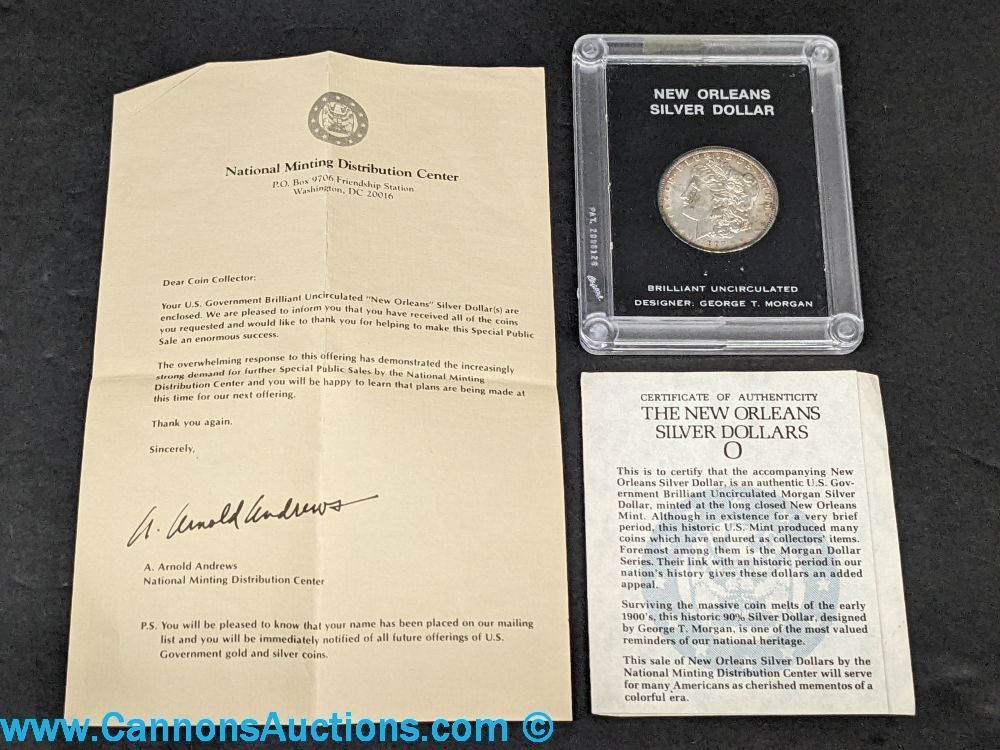 National Minting Distribution Center
P.O. Box 9706 Friendship Station
Washington, DC 20016
Dear Coin Collector:
Your U.S. Government Brilliant Uncirculated "New Orleans" Silver Dollar(s) are
enclosed. We are pleased to inform you that you have received all of the coins
you requested and would like to thank you for helping to make this Special Public
Sale an enormous success.
The overwhelming response to this offering has demonstrated the increasingly
strong demand for further Special Public Sales by the National Minting
Distribution Center and you will be happy to learn that plans are being made at
this time for our next offering.
Thank you again.
Sincerely,
A. Arnold Andrews
A. Arnold Andrews
National Minting Distribution Center
P.S. You will be pleased to know that your name has been placed on our mailing
list and you will be immediately notified of all future offerings of U.S.
Government gold and silver coins.
NEW ORLEANS
SILVER DOLLAR
PLURIBUS
PAT.
BRILLIANT UNCIRCULATED
DESIGNER: GEORGE T. MORGAN
CERTIFICATE OF AUTHENTICITY
THE NEW ORLEANS
SILVER DOLLARS
O
This is to certify that the accompanying New
Orleans Silver Dollar, is an authentic U.S. Gov-
ernment Brilliant Uncirculated Morgan Silver
Dollar, minted at the long closed New Orleans
Mint. Although in existence for a very brief
period, this historic U.S. Mint produced many
coins which have endured as collectors' items.
Foremost among them is the Morgan Dollar
Series. Their link with an historic period in our
nation's history gives these dollars an added
appeal.
Surviving the massive coin melts of the early
1900's, this historic 90% Silver Dollar, designed
by George T. Morgan, is one of the most valued
reminders of our national heritage.
This sale of New Orleans Silver Dollars by the
National Minting Distribution Center will serve
for many Americans as cherished mementos of a
colorful era.
www.CannonsAuctions.com ©